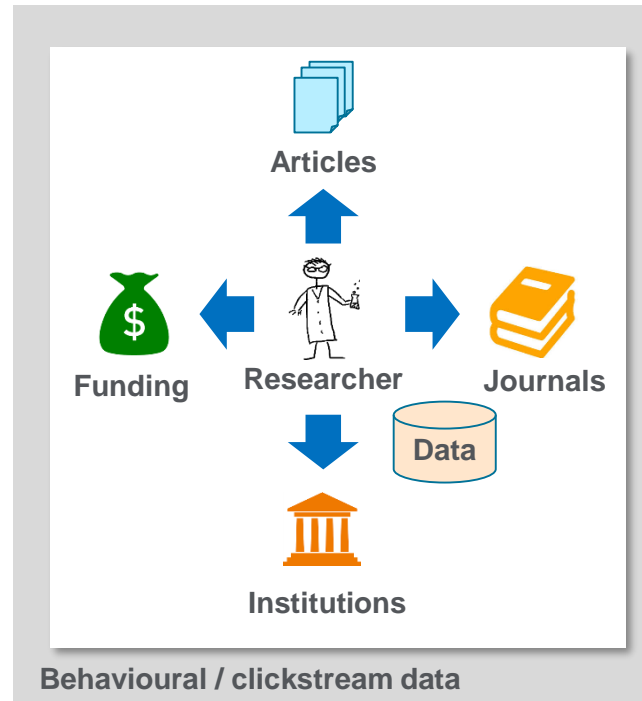 Articles
$
Funding
Researcher
Journals
Data
Institutions
Behavioural / clickstream data